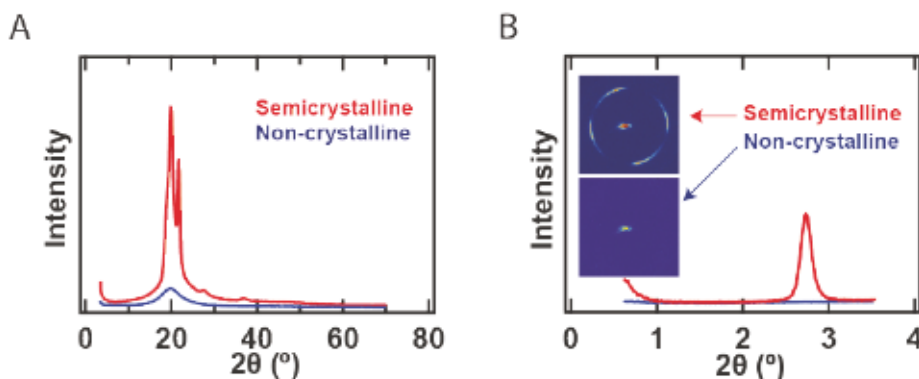 A
Intensity
Semicrystalline
Non-crystalline
0 20 40 60 80
2θ (º)
B
Intensity
Semicrystalline
Non-crystalline
0 1 2 3 4
2θ (º)